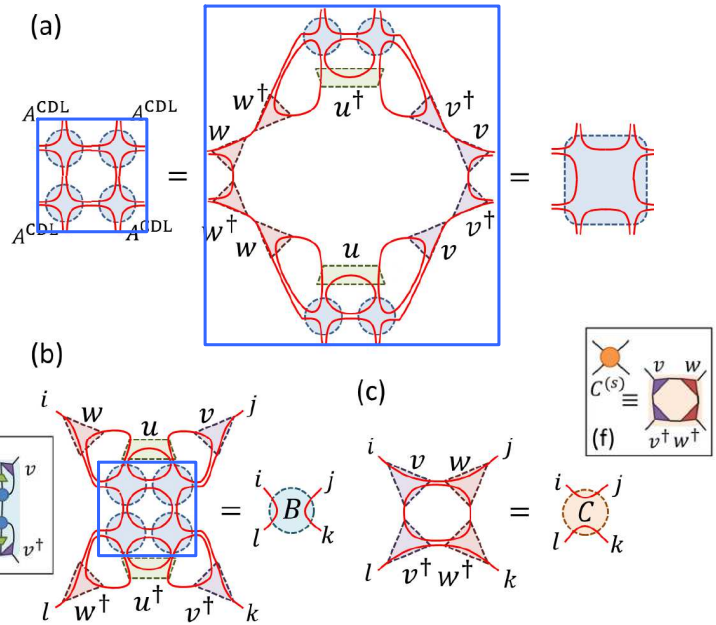 (a)
A^CDL A^CDL
w† u† v†
w v
= =
A^CDL A^CDL
w† v†
w u v
(b)
i w u v j
v
= i B j
l k
v†
l w† u† v† k
(c)
i v w j
= i C j
l k
l v† w† k
v w
C^(s) ≡
(f) v† w†